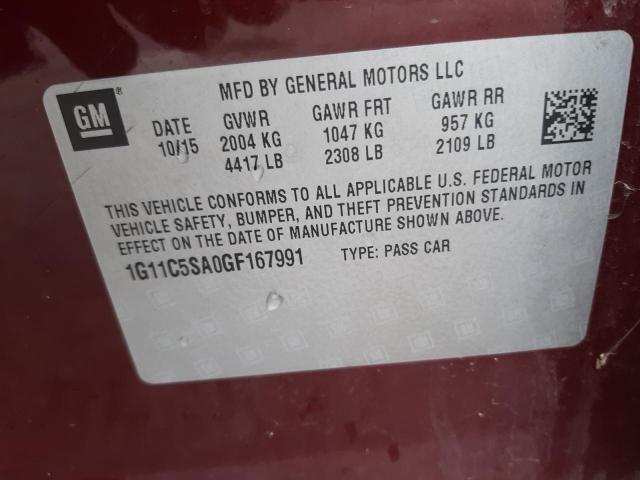 GM
MFD BY GENERAL MOTORS LLC
DATE GVWR GAWR FRT GAWR RR
10/15 2004 KG 1047 KG 957 KG
4417 LB 2308 LB 2109 LB
THIS VEHICLE CONFORMS TO ALL APPLICABLE U.S. FEDERAL MOTOR
VEHICLE SAFETY, BUMPER, AND THEFT PREVENTION STANDARDS IN
EFFECT ON THE DATE OF MANUFACTURE SHOWN ABOVE.
1G11C5SA0GF167991 TYPE: PASS CAR